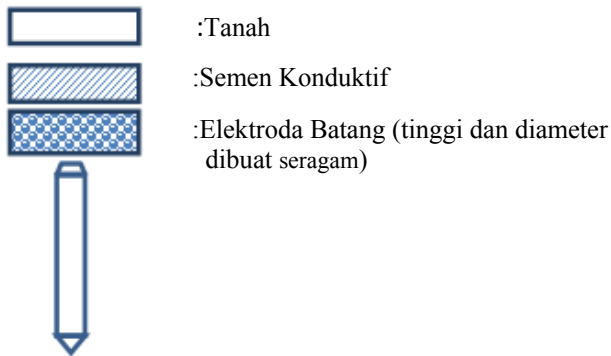 :Tanah
:Semen Konduktif
:Elektroda Batang (tinggi dan diameter
dibuat seragam)